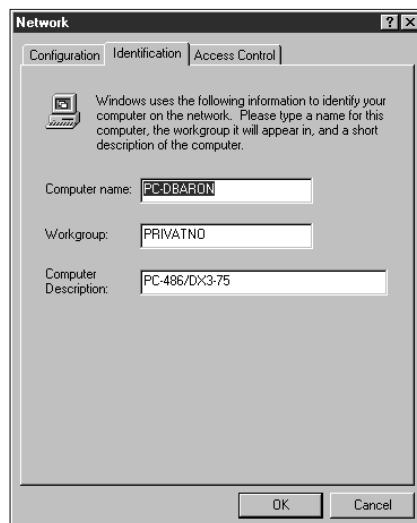 Network
Configuration Identification Access Control
Windows uses the following information to identify your
computer on the network. Please type a name for this
computer, the workgroup it will appear in, and a short
description of the computer.
Computer name: PC-DBARON
Workgroup: PRIVATNO
Computer
Description: PC-486/DX3-75
OK Cancel